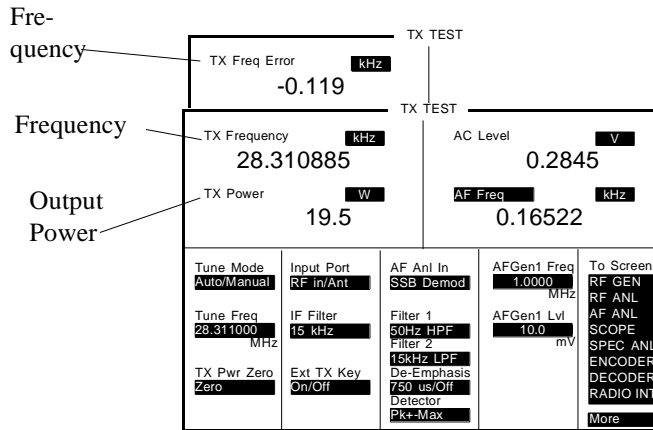 Fre-
quency
TX TEST
TX Freq Error kHz
-0.119
TX TEST
Frequency
TX Frequency kHz
28.310885
AC Level V
0.2845
Output
Power
TX Power W
19.5
AF Freq kHz
0.16522
Tune Mode
Auto/Manual
Tune Freq
28.311000
MHz
TX Pwr Zero
Zero
Input Port
RF in/Ant
IF Filter
15 kHz
Ext TX Key
On/Off
AF Anl In
SSB Demod
Filter 1
50Hz HPF
Filter 2
15kHz LPF
De-Emphasis
750 us/Off
Detector
Pk+-Max
AFGen1 Freq
1.0000
MHz
AFGen1 Lvl
10.0
mV
To Screen
RF GEN
RF ANL
AF ANL
SCOPE
SPEC ANL
ENCODER
DECODER
RADIO INT
More